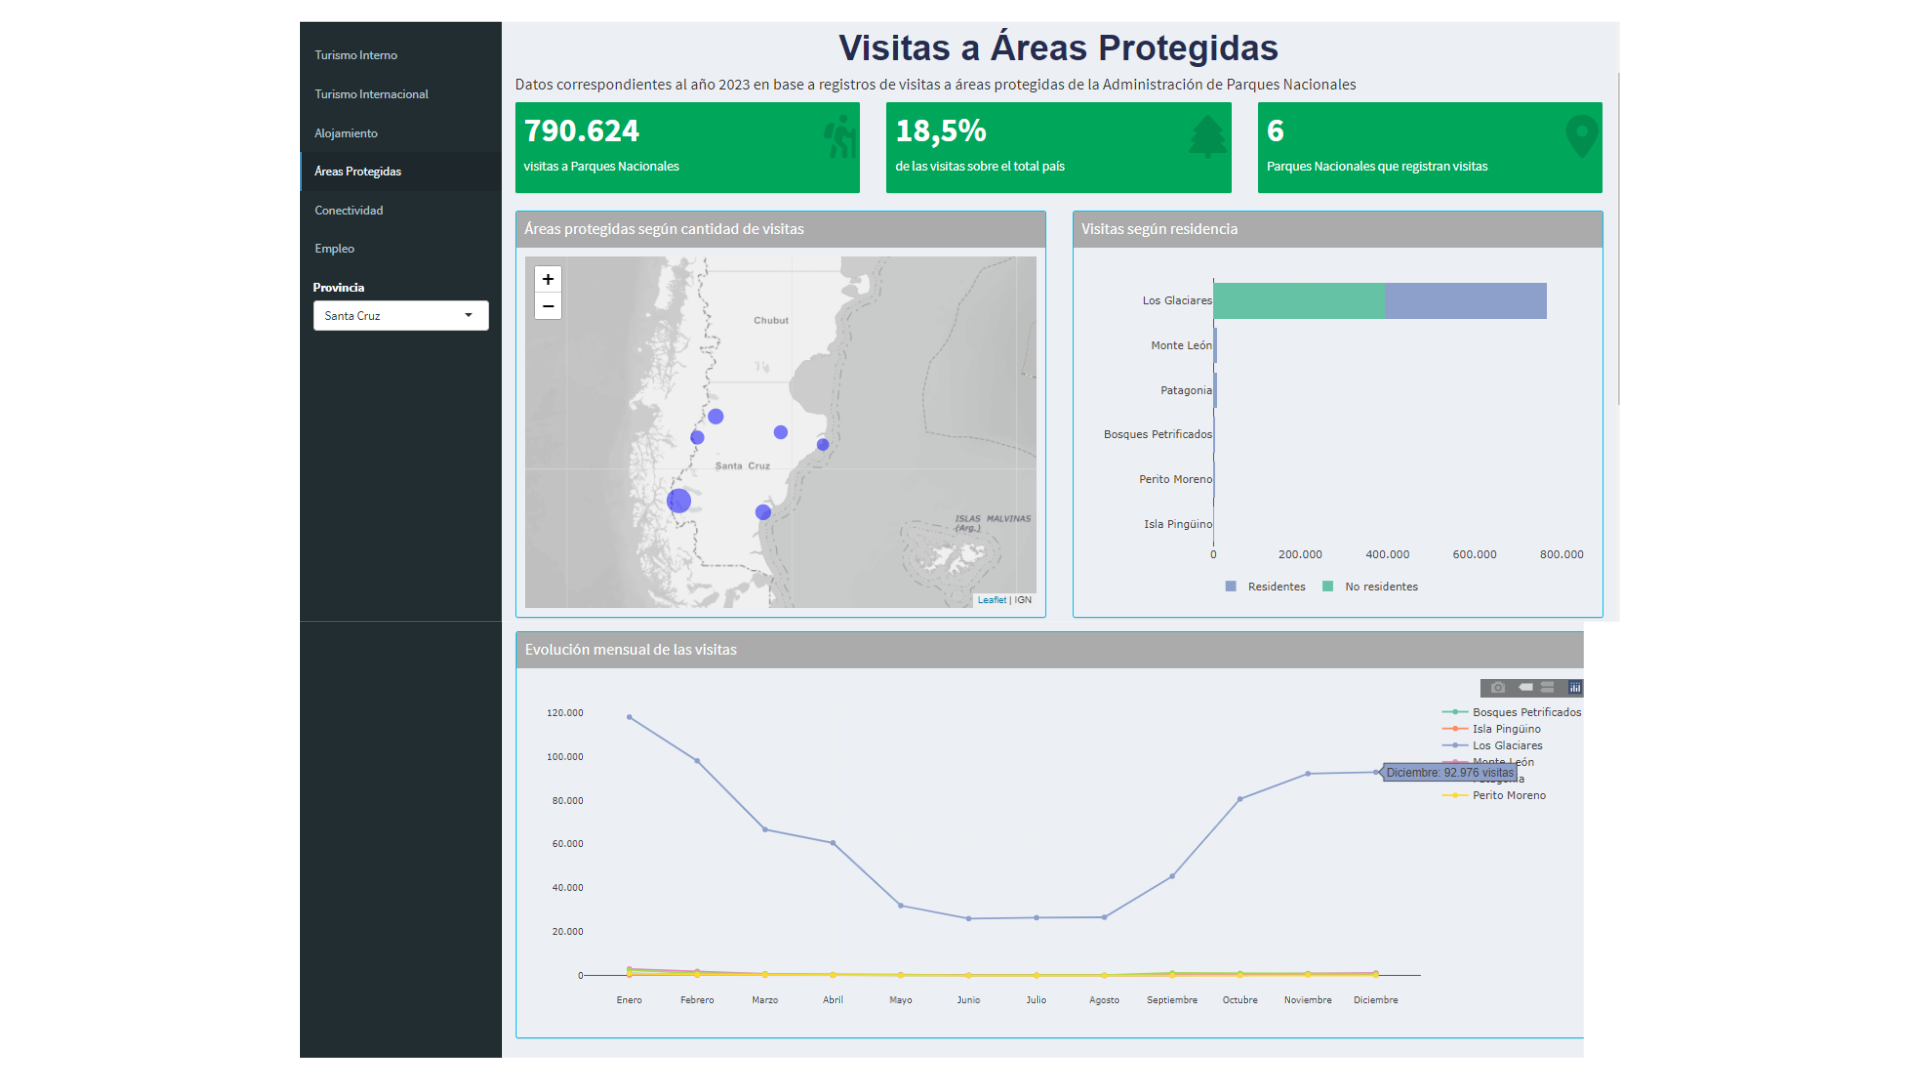 Turismo Interno
Turismo Internacional
Alojamiento
Áreas Protegidas
Conectividad
Empleo
Provincia
Santa Cruz
Visitas a Áreas Protegidas
Datos correspondientes al año 2023 en base a registros de visitas a áreas protegidas de la Administración de Parques Nacionales
790.624
visitas a Parques Nacionales
18,5%
de las visitas sobre el total país
6
Parques Nacionales que registran visitas
Áreas protegidas según cantidad de visitas
+
−
Chubut
Santa Cruz
ISLAS MALVINAS
(Arg.)
Leaflet | IGN
Visitas según residencia
Los Glaciares
Monte León
Patagonia
Bosques Petrificados
Perito Moreno
Isla Pingüino
0 200.000 400.000 600.000 800.000
Residentes No residentes
Evolución mensual de las visitas
120.000
100.000
80.000
60.000
40.000
20.000
0
Enero Febrero Marzo Abril Mayo Junio Julio Agosto Septiembre Octubre Noviembre Diciembre
Bosques Petrificados
Isla Pingüino
Los Glaciares
Monte León
Diciembre: 92.976 visitas
Perito Moreno